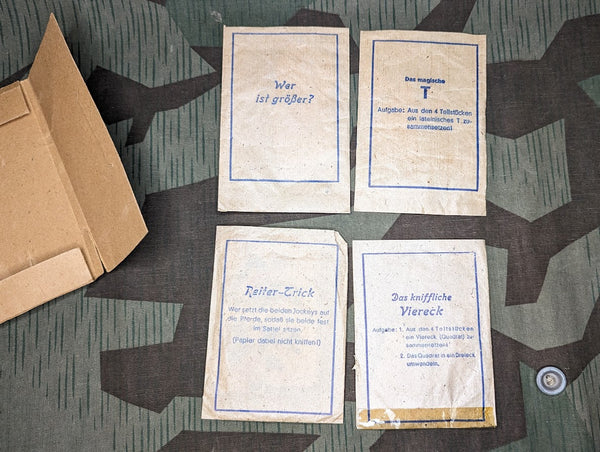 Wer
ist größer?
Das magische
T
Aufgabe: Aus den 4 Teilstücken
ein lateinisches T zu-
sammensetzen!
Reiter-Trick
Wer setzt die beiden Jockeys auf
die Pferde, sodaß sie beide fest
im Sattel sitzen.
(Papier dabei nicht kniffen!)
Das kniffliche
Viereck
Aufgabe: 1. Aus den 4 Teilstücken
ein Viereck (Quadrat) zu-
sammensetzen!
2. Das Quadrat in ein Dreieck
umwandeln.